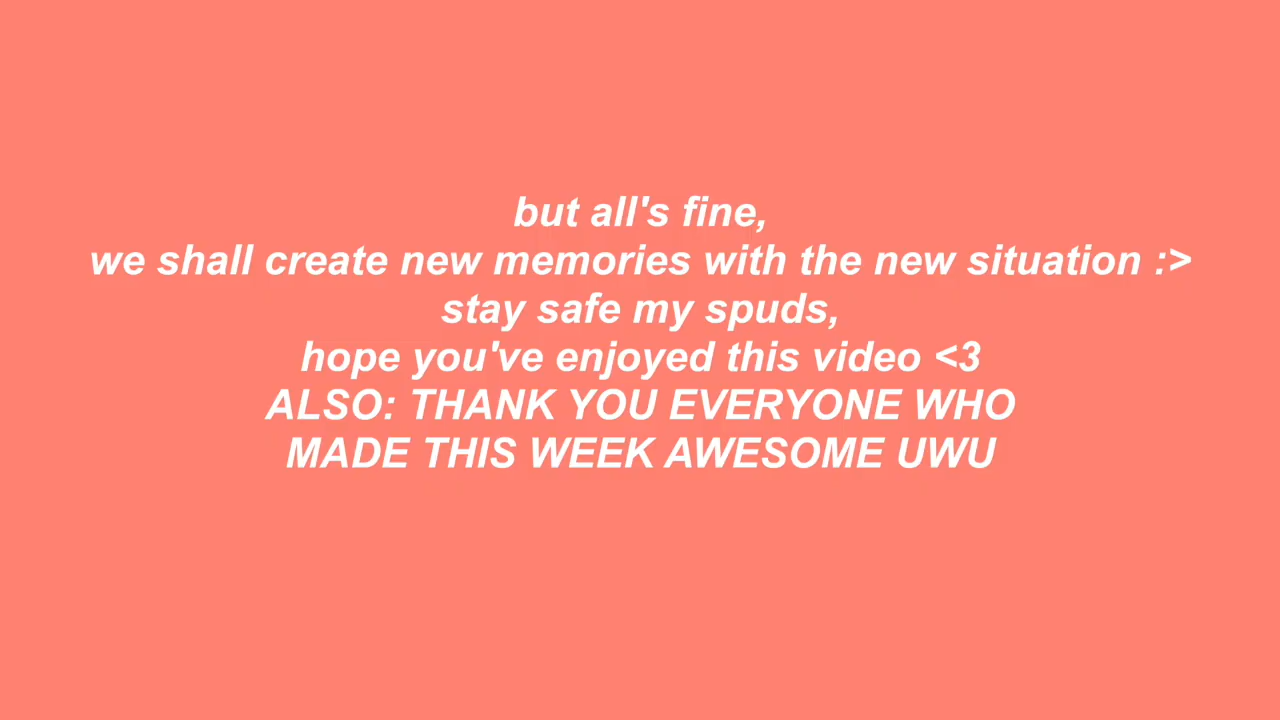 but all's fine,
we shall create new memories with the new situation :>
stay safe my spuds,
hope you've enjoyed this video <3
ALSO: THANK YOU EVERYONE WHO
MADE THIS WEEK AWESOME UWU